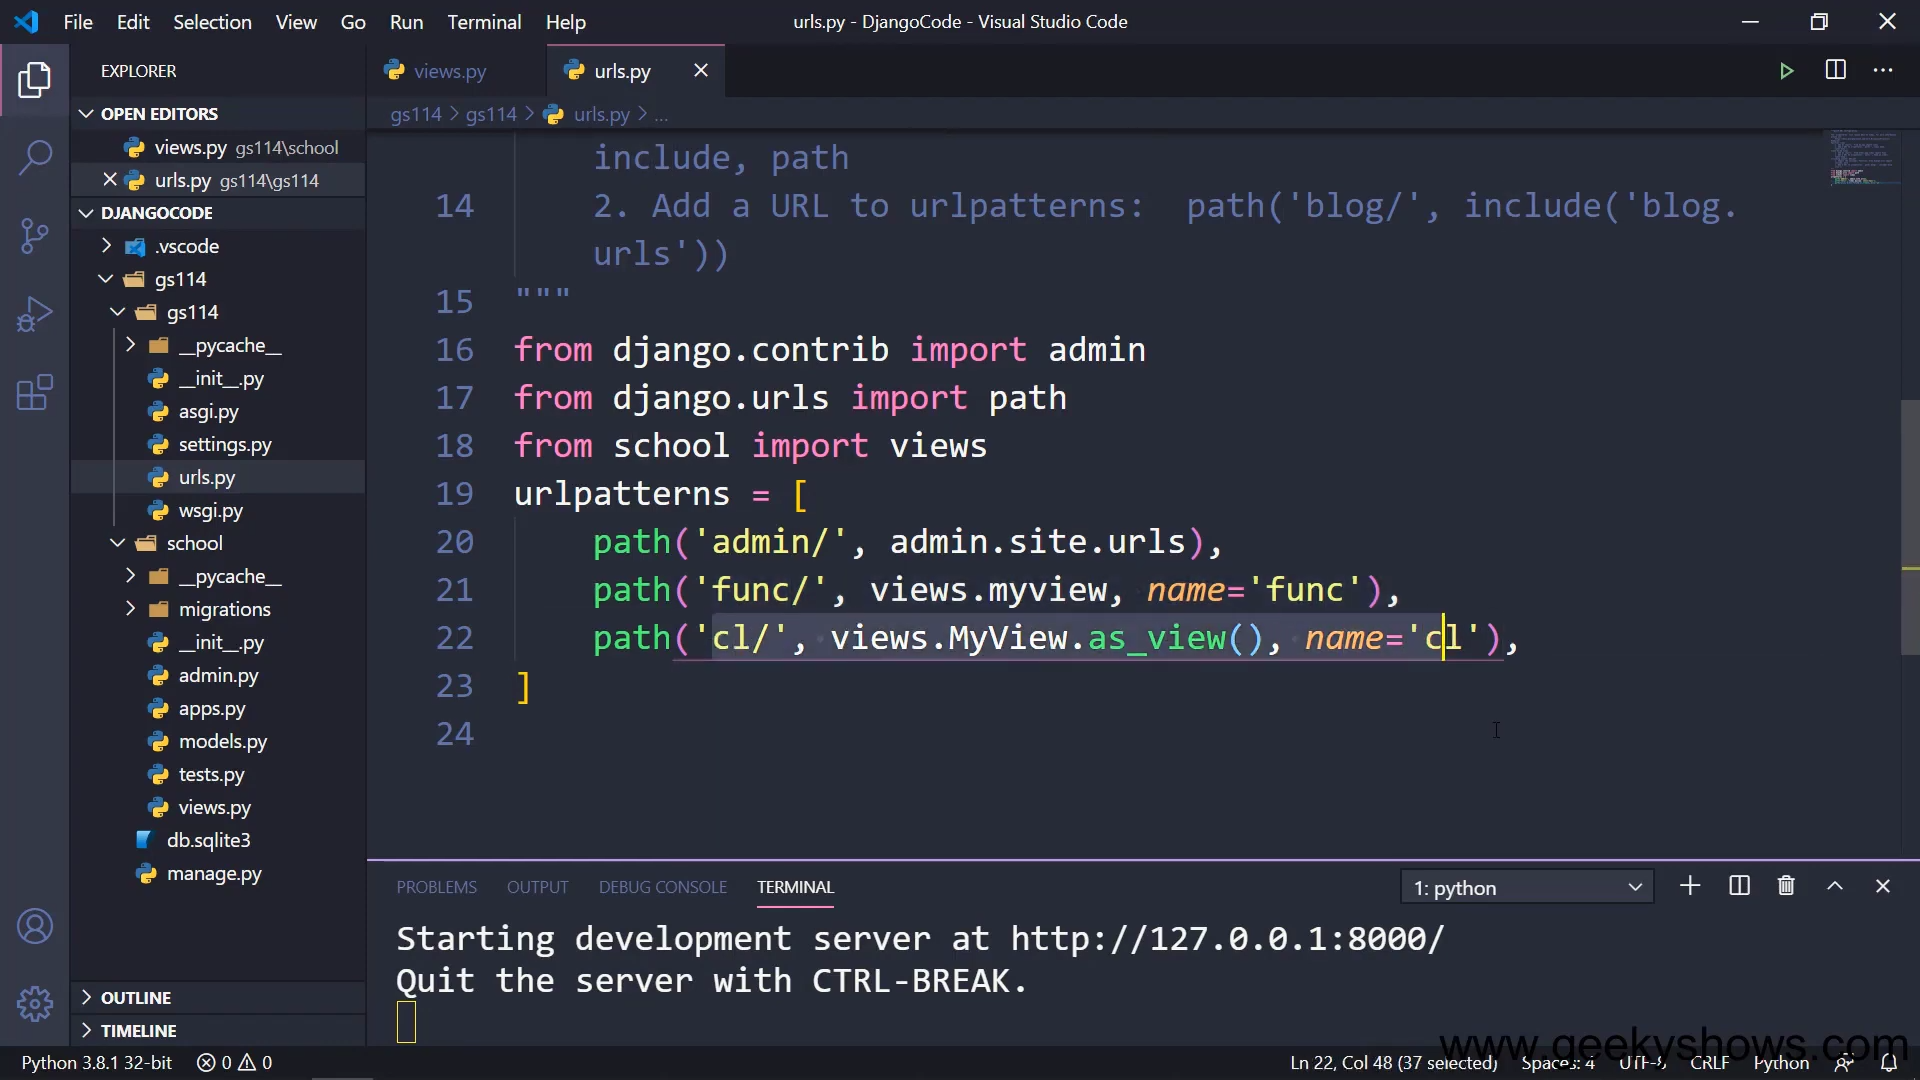 File Edit Selection View Go Run Terminal Help
urls.py - DjangoCode - Visual Studio Code
EXPLORER
OPEN EDITORS
views.py gs114\school
urls.py gs114\gs114
DJANGOCODE
.vscode
gs114
gs114
__pycache__
__init__.py
asgi.py
settings.py
urls.py
wsgi.py
school
__pycache__
migrations
__init__.py
admin.py
apps.py
models.py
tests.py
views.py
db.sqlite3
manage.py
OUTLINE
TIMELINE
views.py urls.py
gs114 > gs114 > urls.py > ...
include, path
14 2. Add a URL to urlpatterns:  path('blog/', include('blog.
urls'))
15 """
16 from django.contrib import admin
17 from django.urls import path
18 from school import views
19 urlpatterns = [
20 path('admin/', admin.site.urls),
21 path('func/', views.myview, name='func'),
22 path('cl/', views.MyView.as_view(), name='cl'),
23 ]
24
PROBLEMS OUTPUT DEBUG CONSOLE TERMINAL
1: python
Starting development server at http://127.0.0.1:8000/
Quit the server with CTRL-BREAK.
www.geekyshows.com
Python 3.8.1 32-bit 0 0
Ln 22, Col 48 (37 selected) Spaces: 4 UTF-8 CRLF Python